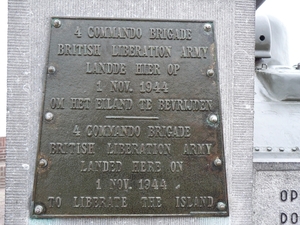 4 COMMANDO BRIGADE
BRITISH LIBERATION ARMY
LANDDE HIER OP
1 NOV. 1944
OM HET EILAND TE BEVRIJDEN
4 COMMANDO BRIGADE
BRITISH LIBERATION ARMY
LANDED HERE ON
1 NOV. 1944
TO LIBERATE THE ISLAND
OP